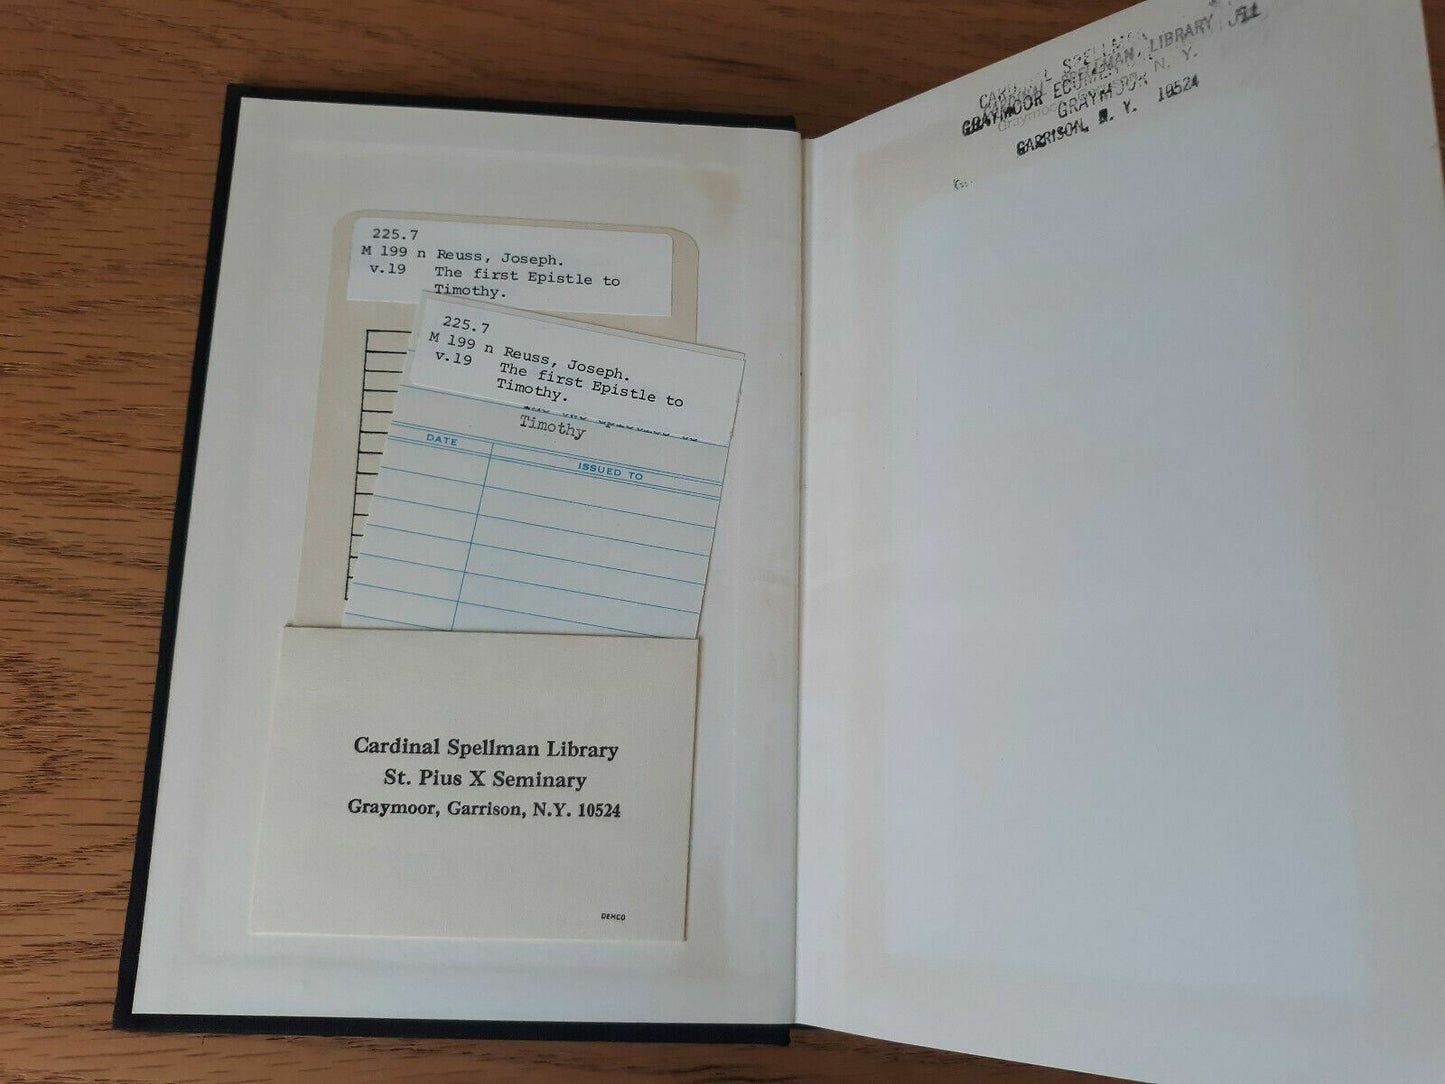 225.7
M 199 n Reuss, Joseph.
v.19 The first Epistle to
Timothy.
225.7
M 199 n Reuss, Joseph.
v.19 The first Epistle to
Timothy.
Timothy
DATE ISSUED TO
Cardinal Spellman Library
St. Pius X Seminary
Graymoor, Garrison, N.Y. 10524
DEMCO
CARDINAL SPELLMAN LIBRARY
GRAYMOOR
GRAYMOOR N. Y.
GARRISON, N. Y. 10524